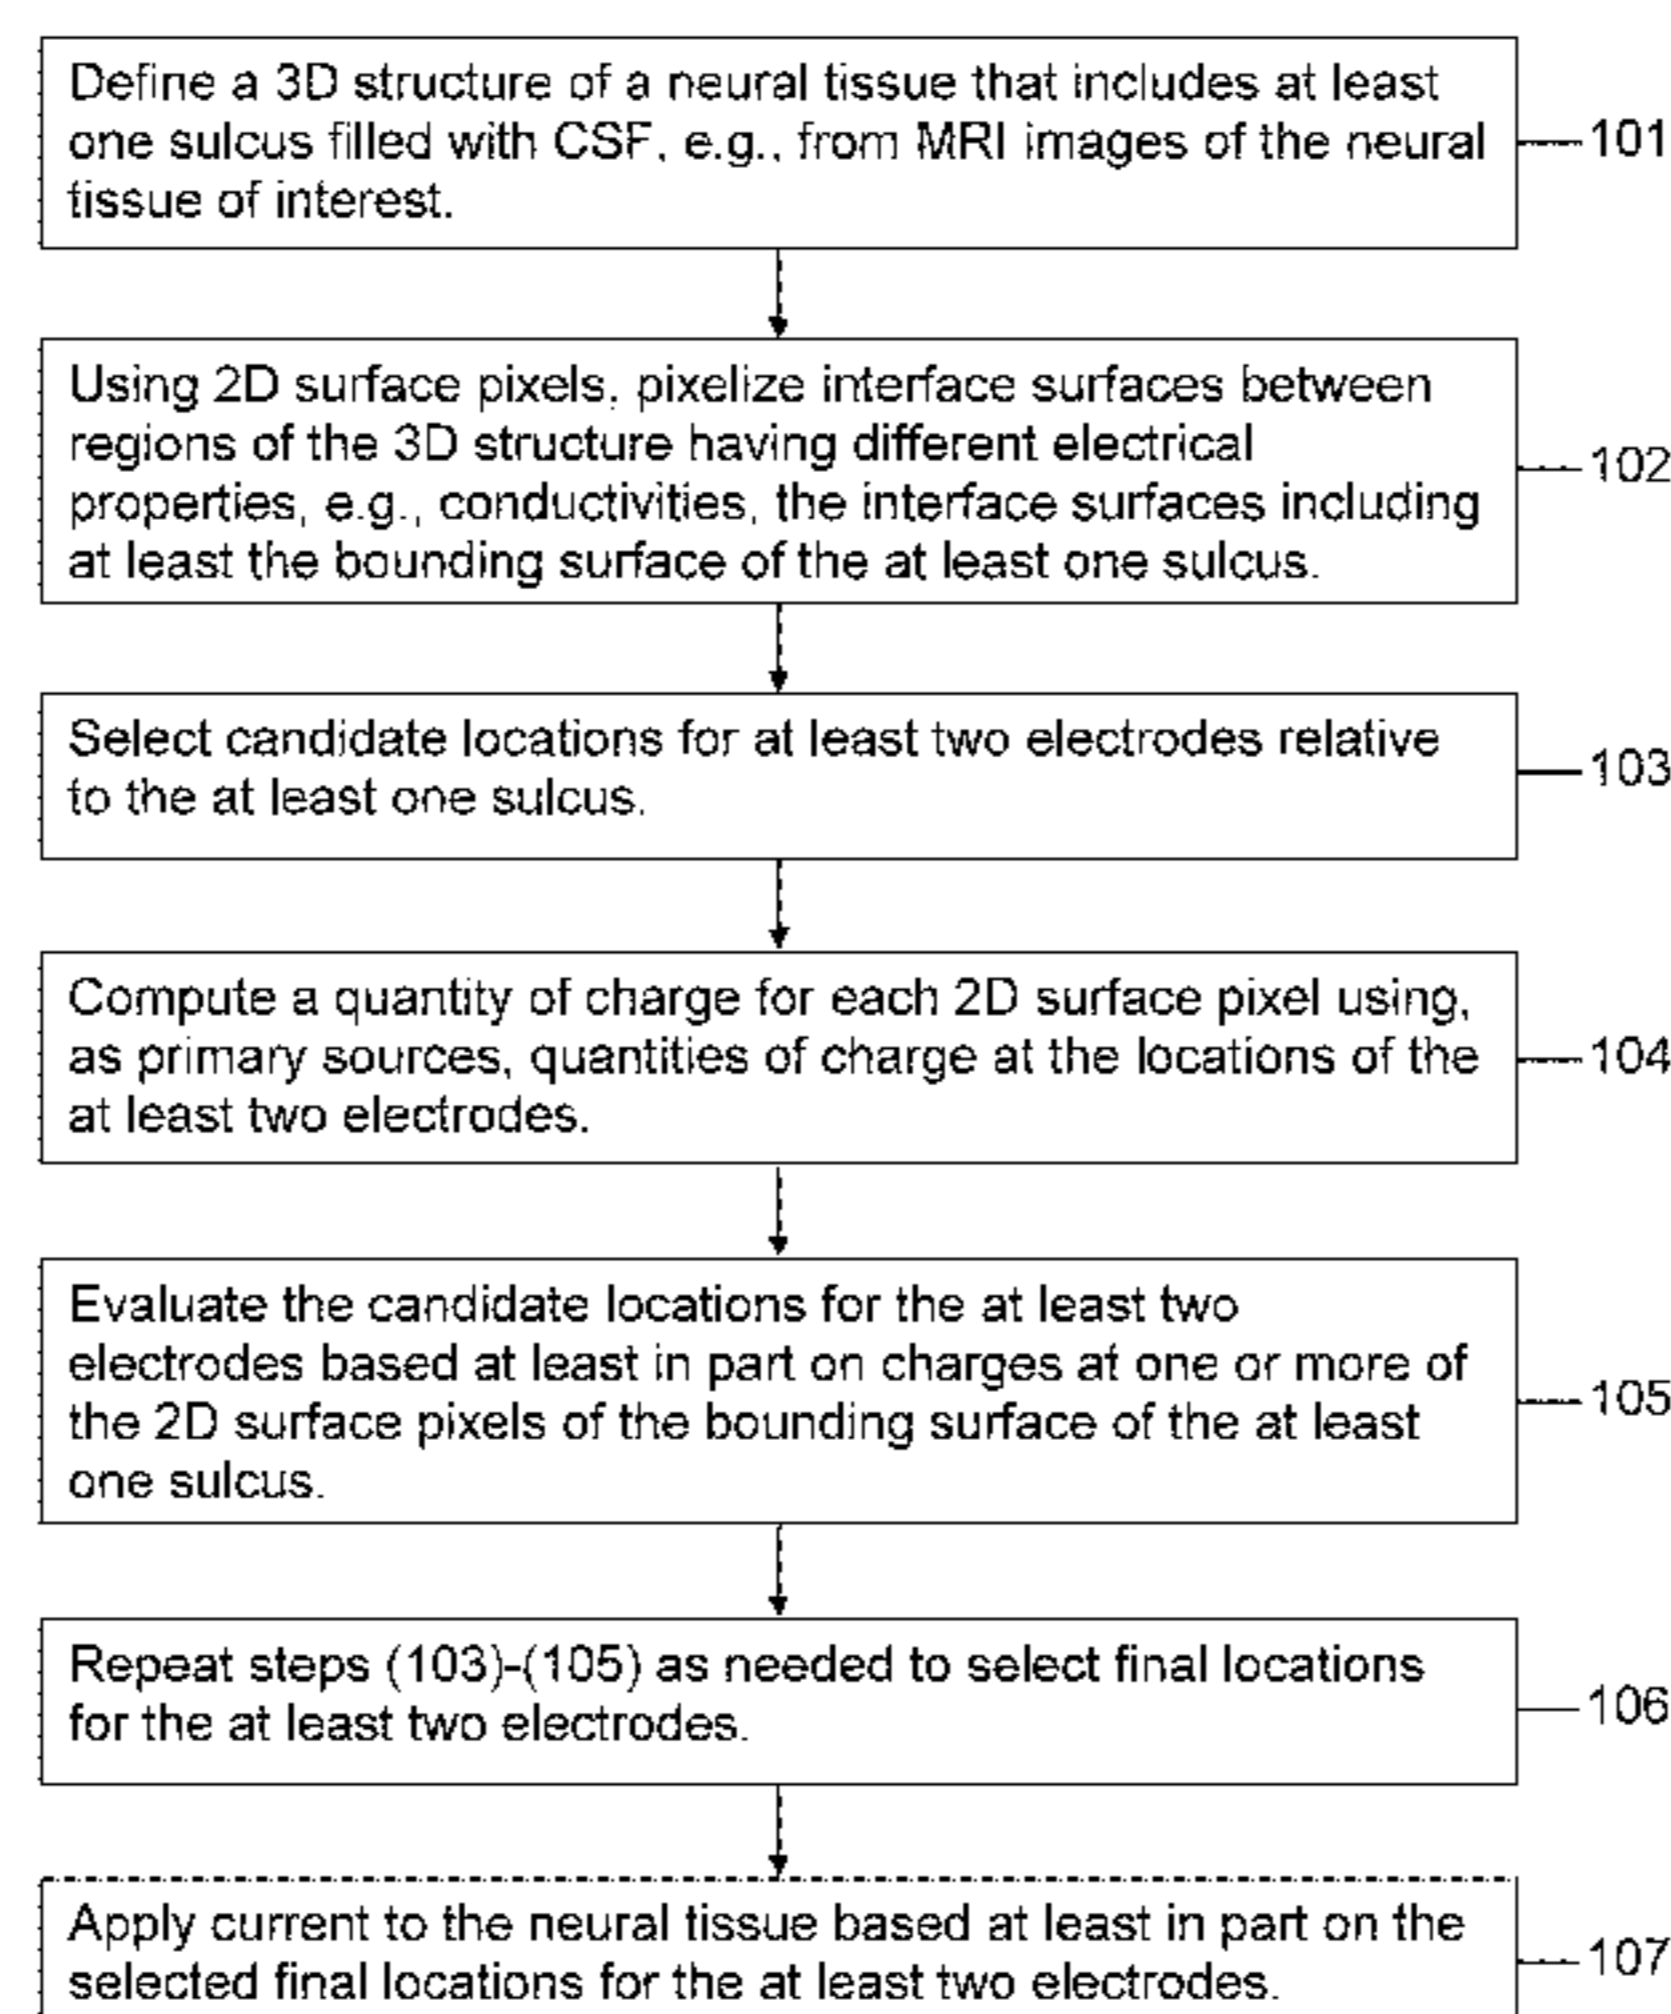 Define a 3D structure of a neural tissue that includes at least
one sulcus filled with CSF, e.g., from MRI images of the neural
tissue of interest.
101
Using 2D surface pixels, pixelize interface surfaces between
regions of the 3D structure having different electrical
properties, e.g., conductivities, the interface surfaces including
at least the bounding surface of the at least one sulcus.
102
Select candidate locations for at least two electrodes relative
to the at least one sulcus.
103
Compute a quantity of charge for each 2D surface pixel using,
as primary sources, quantities of charge at the locations of the
at least two electrodes.
104
Evaluate the candidate locations for the at least two
electrodes based at least in part on charges at one or more of
the 2D surface pixels of the bounding surface of the at least
one sulcus.
105
Repeat steps (103)-(105) as needed to select final locations
for the at least two electrodes.
106
Apply current to the neural tissue based at least in part on the
selected final locations for the at least two electrodes.
107